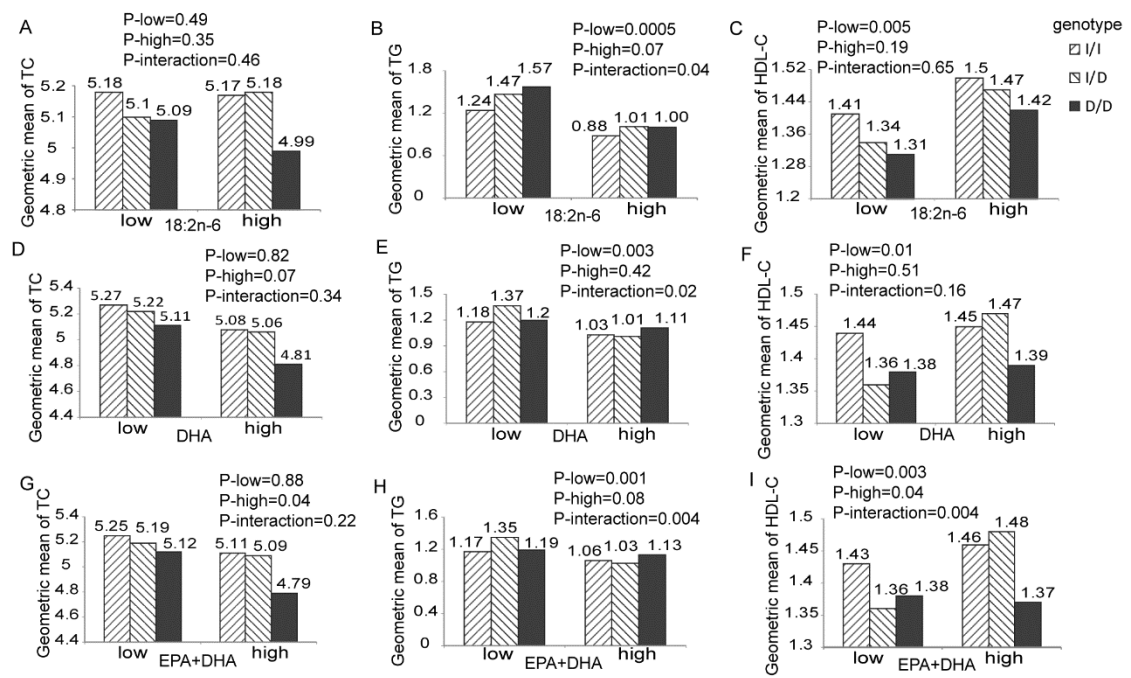 A
P-low=0.49
P-high=0.35
P-interaction=0.46
Geometric mean of TC
5.2
5.1
5
4.9
4.8
5.18
5.1
5.09
5.17
5.18
4.99
low
high
18:2n-6
B
P-low=0.0005
P-high=0.07
P-interaction=0.04
Geometric mean of TG
1.8
1.2
0.6
0
1.24
1.47
1.57
0.88
1.01
1.00
low
high
18:2n-6
C
P-low=0.005
P-high=0.19
P-interaction=0.65
Geometric mean of HDL-C
1.52
1.44
1.36
1.28
1.2
1.41
1.34
1.31
1.5
1.47
1.42
low
high
18:2n-6
genotype
I/I
I/D
D/D
D
P-low=0.82
P-high=0.07
P-interaction=0.34
Geometric mean of TC
5.4
5.2
5
4.8
4.6
4.4
5.27
5.22
5.11
5.08
5.06
4.81
low
high
DHA
E
P-low=0.003
P-high=0.42
P-interaction=0.02
Geometric mean of TG
1.5
1.2
0.9
0.6
0.3
0
1.18
1.37
1.2
1.03
1.01
1.11
low
high
DHA
F
P-low=0.01
P-high=0.51
P-interaction=0.16
Geometric mean of HDL-C
1.5
1.45
1.4
1.35
1.3
1.44
1.36
1.38
1.45
1.47
1.39
low
high
DHA
G
P-low=0.88
P-high=0.04
P-interaction=0.22
Geometric mean of TC
5.4
5.2
5
4.8
4.6
4.4
5.25
5.19
5.12
5.11
5.09
4.79
low
high
EPA+DHA
H
P-low=0.001
P-high=0.08
P-interaction=0.004
Geometric mean of TG
1.6
1.2
0.8
0.4
0
1.17
1.35
1.19
1.06
1.03
1.13
low
high
EPA+DHA
I
P-low=0.003
P-high=0.04
P-interaction=0.004
Geometric mean of HDL-C
1.5
1.45
1.4
1.35
1.3
1.43
1.36
1.38
1.46
1.48
1.37
low
high
EPA+DHA